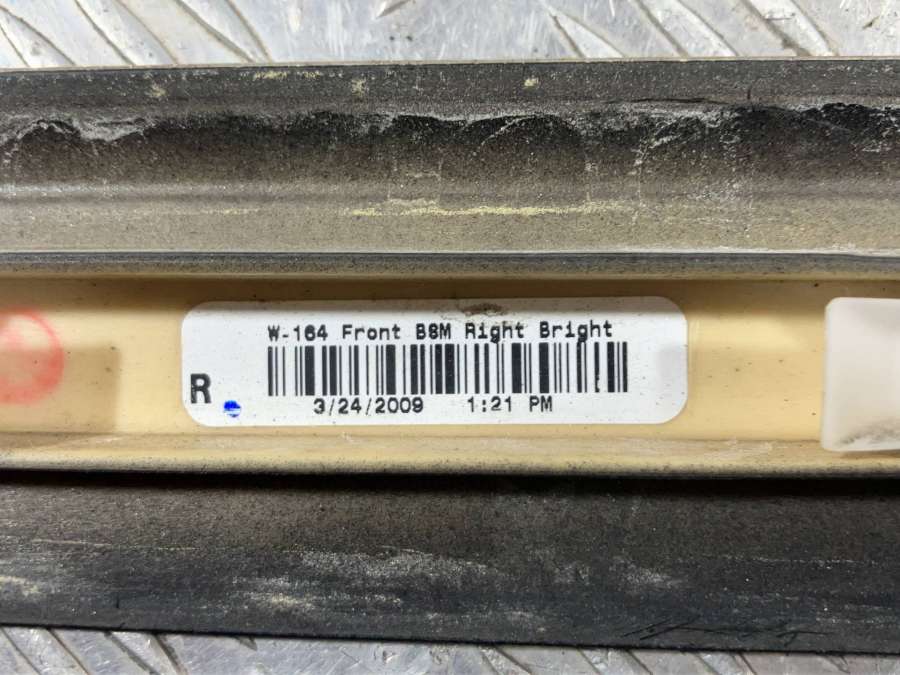 W-164 Front BSM Right Bright
R
3/24/2009 1:21 PM